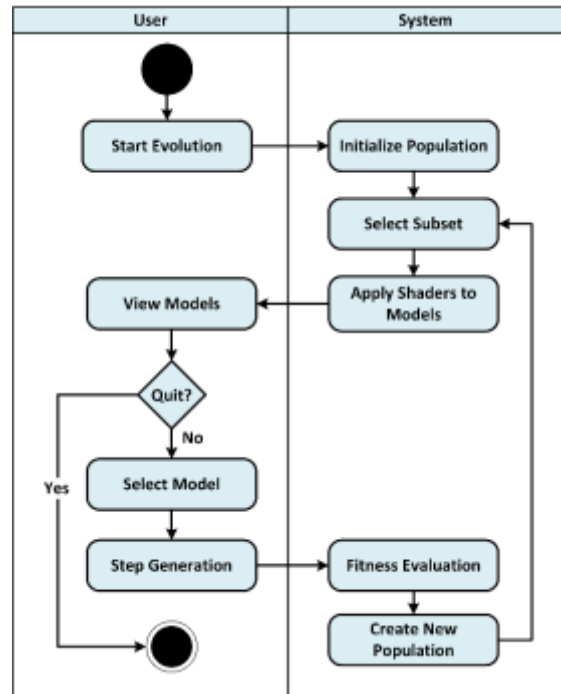 User
System
Start Evolution
Initialize Population
Select Subset
Apply Shaders to
Models
View Models
Quit?
No
Yes
Select Model
Step Generation
Fitness Evaluation
Create New
Population